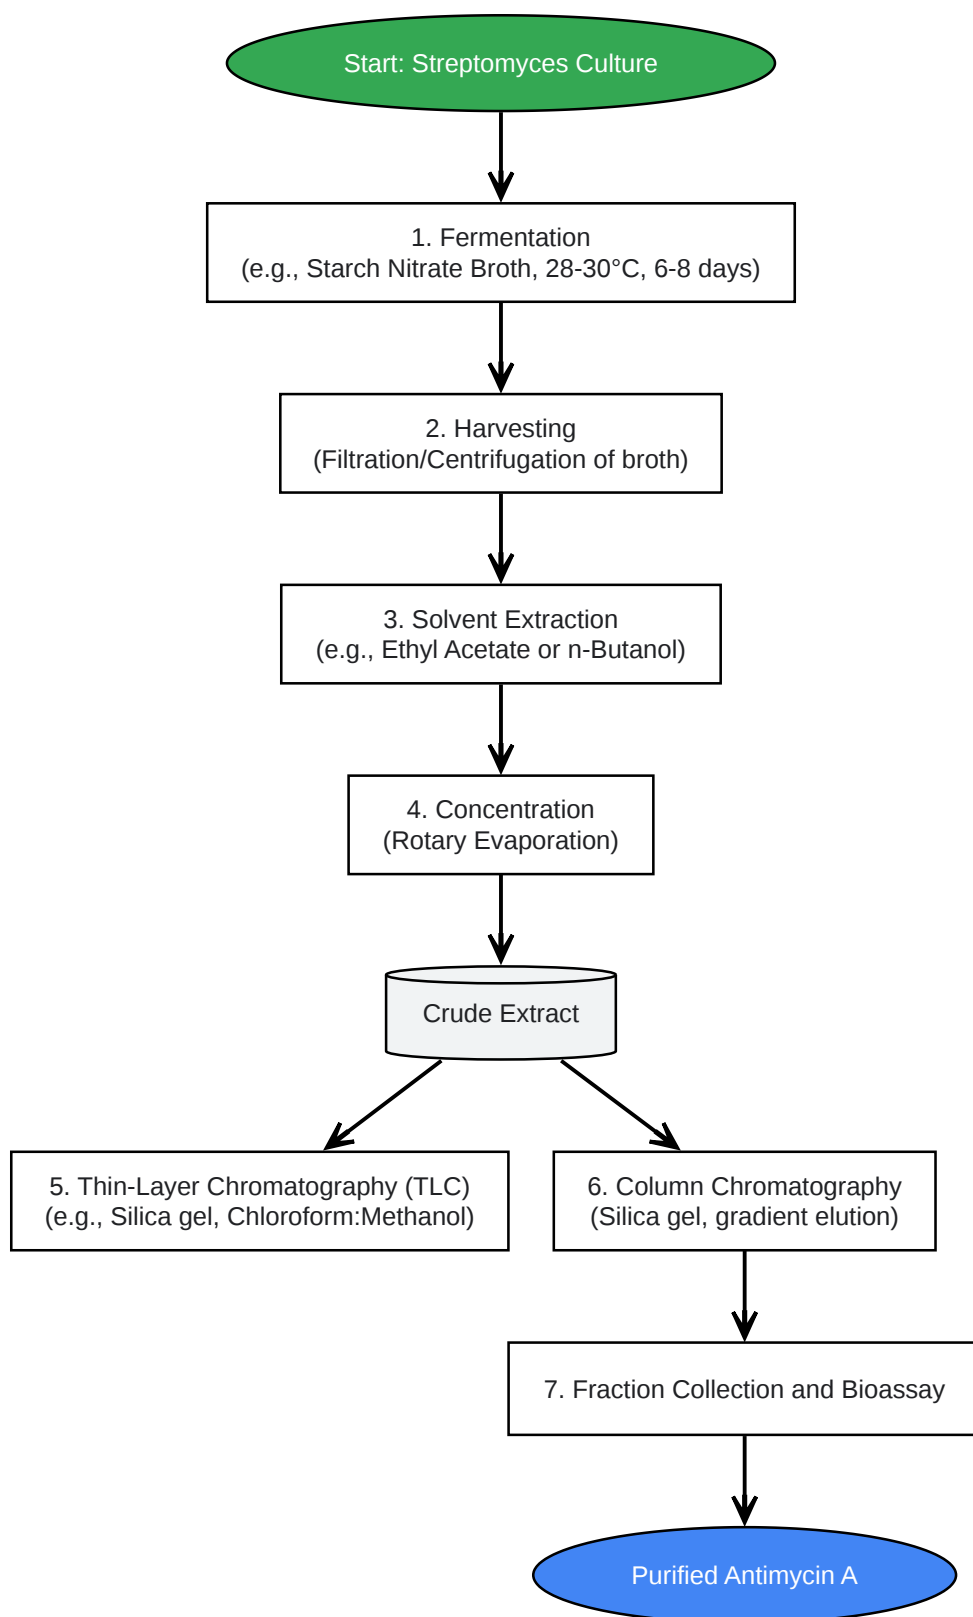 Start: Streptomyces Culture
1. Fermentation
(e.g., Starch Nitrate Broth, 28-30°C, 6-8 days)
2. Harvesting
(Filtration/Centrifugation of broth)
3. Solvent Extraction
(e.g., Ethyl Acetate or n-Butanol)
4. Concentration
(Rotary Evaporation)
Crude Extract
5. Thin-Layer Chromatography (TLC)
(e.g., Silica gel, Chloroform:Methanol)
6. Column Chromatography
(Silica gel, gradient elution)
7. Fraction Collection and Bioassay
Purified Antimycin A